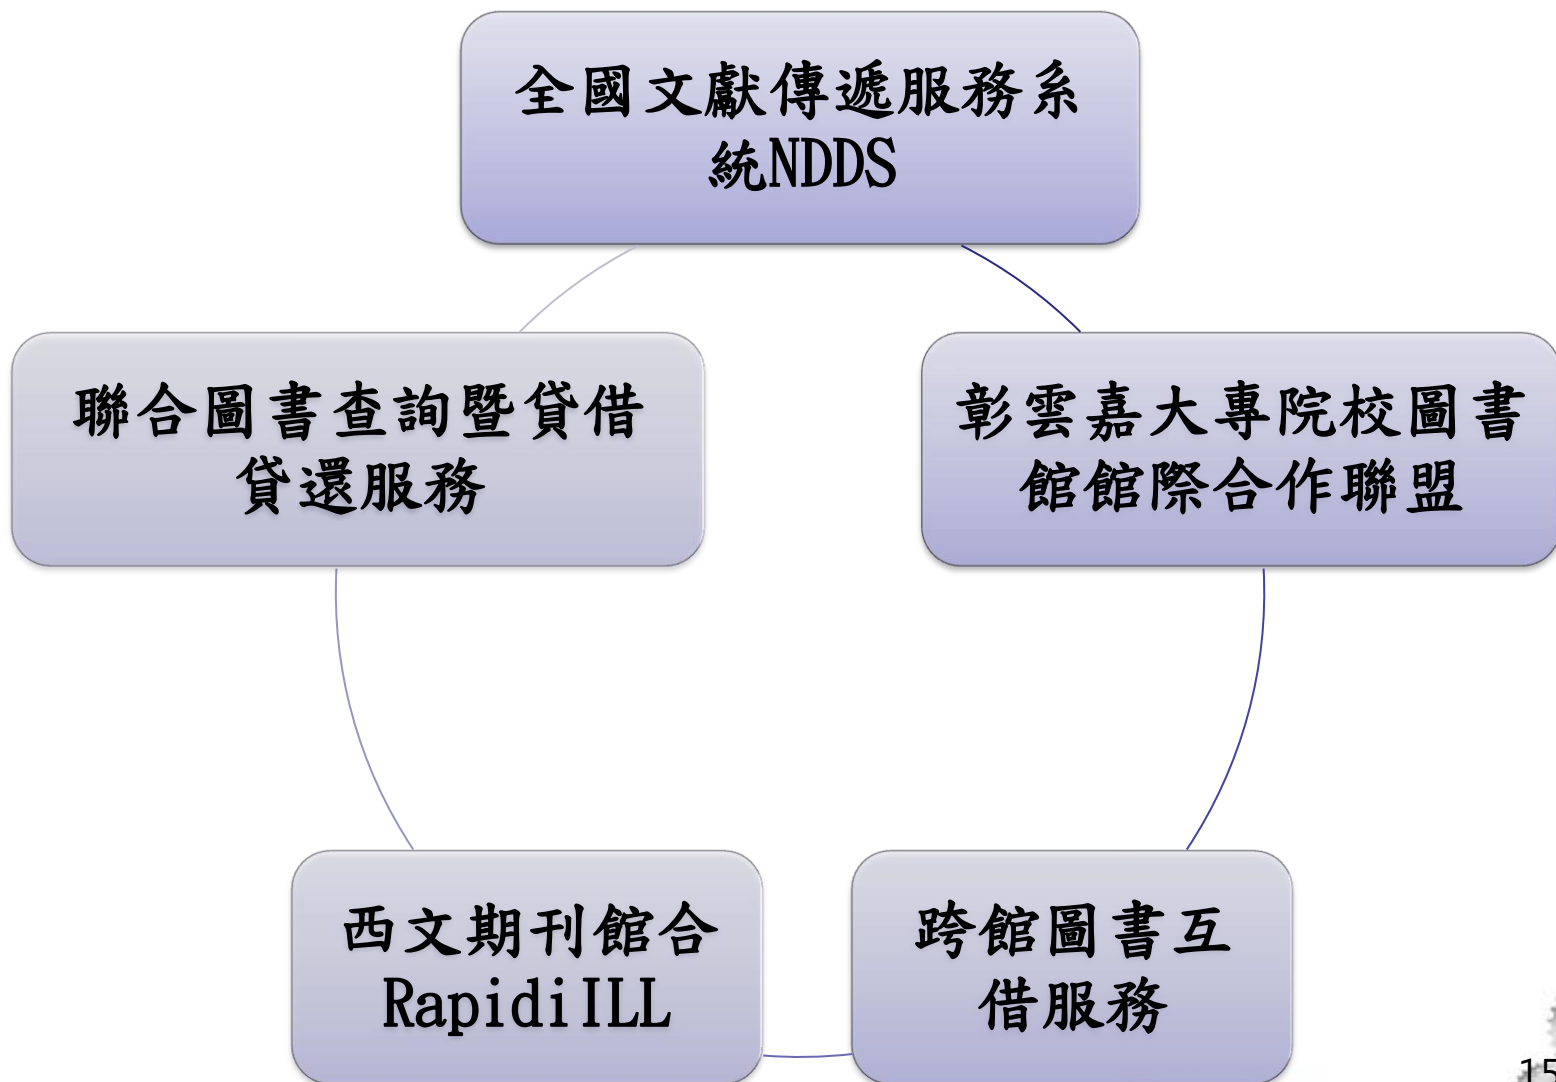 全國文獻傳遞服務系
統NDDS
聯合圖書查詢暨貸借
貸還服務
彰雲嘉大專院校圖書
館館際合作聯盟
西文期刊館合
RapidiILL
跨館圖書互
借服務
15